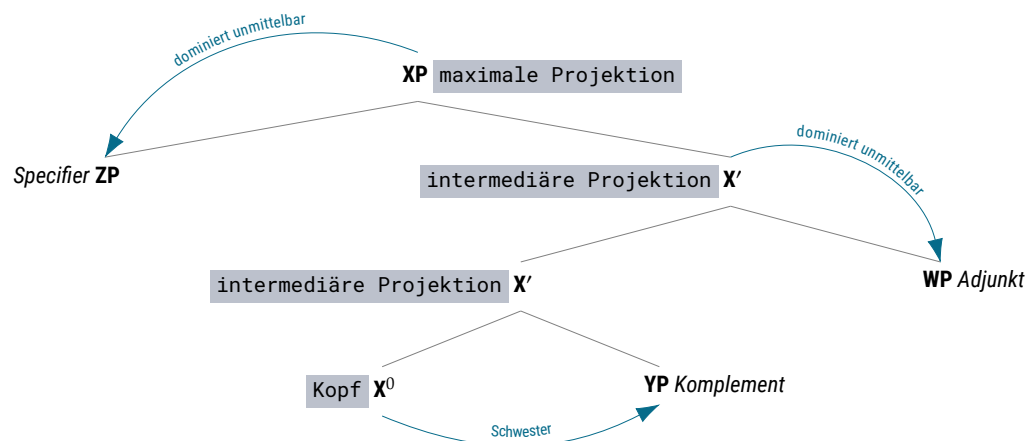 dominiert unmittelbar
XP maximale Projektion
dominiert unmittelbar
Specifier ZP
intermediäre Projektion X′
intermediäre Projektion X′
WP Adjunkt
Kopf X⁰
YP Komplement
Schwester